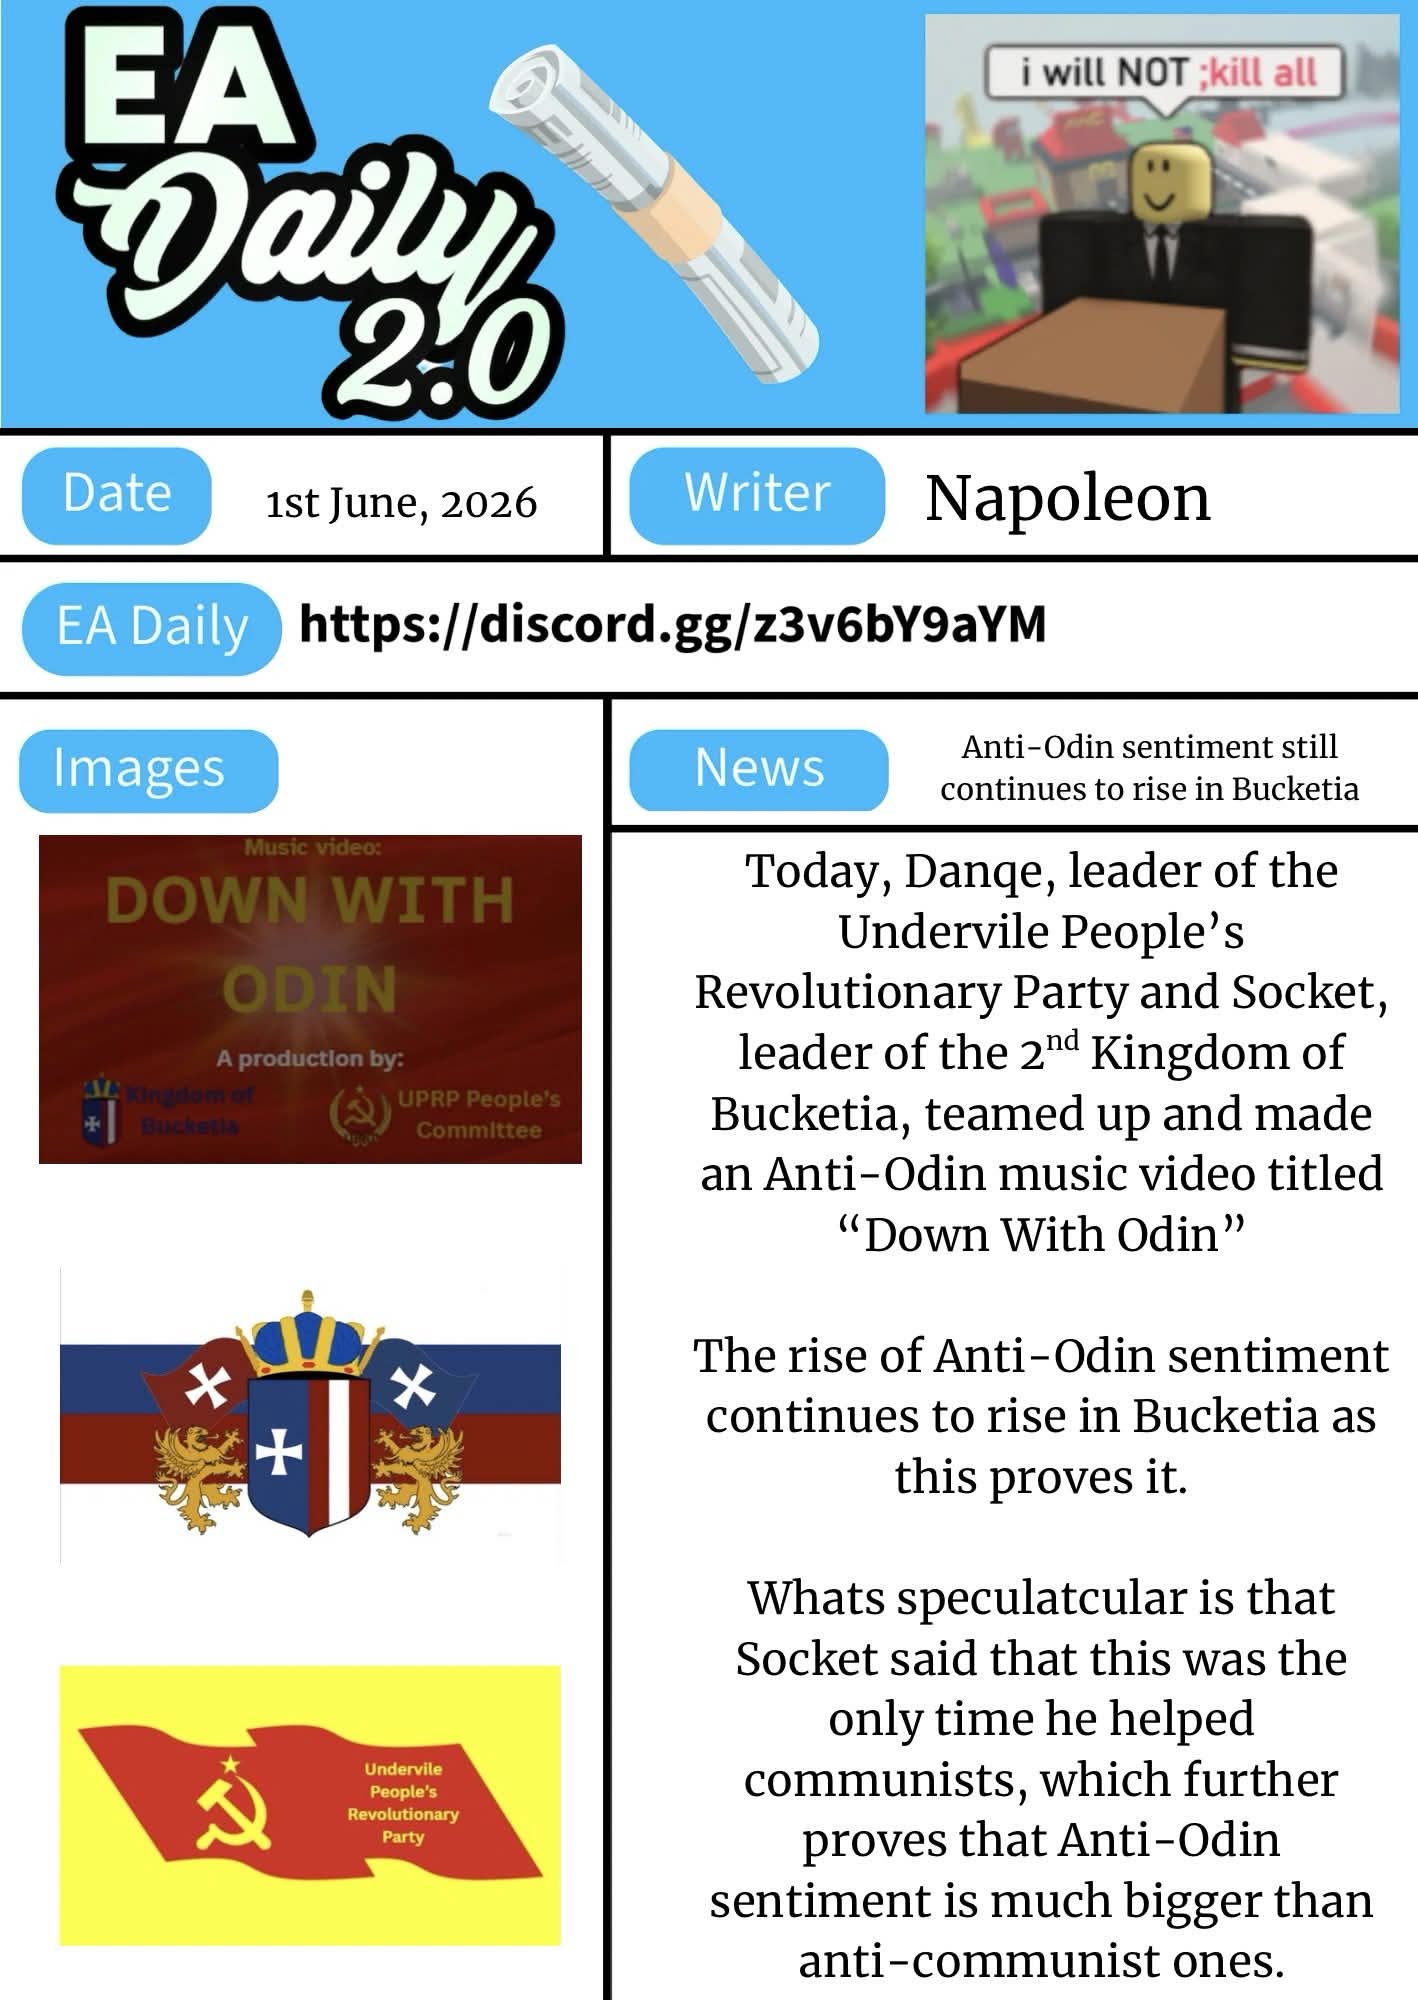 EA
Daily
2.0
i will NOT ;kill all
Date
1st June, 2026
Writer
Napoleon
EA Daily
https://discord.gg/z3v6bY9aYM
Images
Music video:
DOWN WITH
ODIN
A production by:
Kingdom of
Bucketia
UPRP People's
Committee
Undervile
People's
Revolutionary
Party
News
Anti-Odin sentiment still
continues to rise in Bucketia
Today, Danqe, leader of the
Undervile People’s
Revolutionary Party and Socket,
leader of the 2nd Kingdom of
Bucketia, teamed up and made
an Anti-Odin music video titled
“Down With Odin”
The rise of Anti-Odin sentiment
continues to rise in Bucketia as
this proves it.
Whats speculatcular is that
Socket said that this was the
only time he helped
communists, which further
proves that Anti-Odin
sentiment is much bigger than
anti-communist ones.